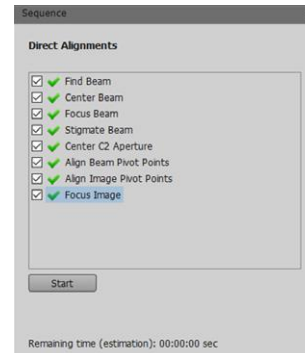 Sequence
Direct Alignments
Find Beam
Center Beam
Focus Beam
Stigmate Beam
Center C2 Aperture
Align Beam Pivot Points
Align Image Pivot Points
Focus Image
Start
Remaining time (estimation): 00:00:00 sec